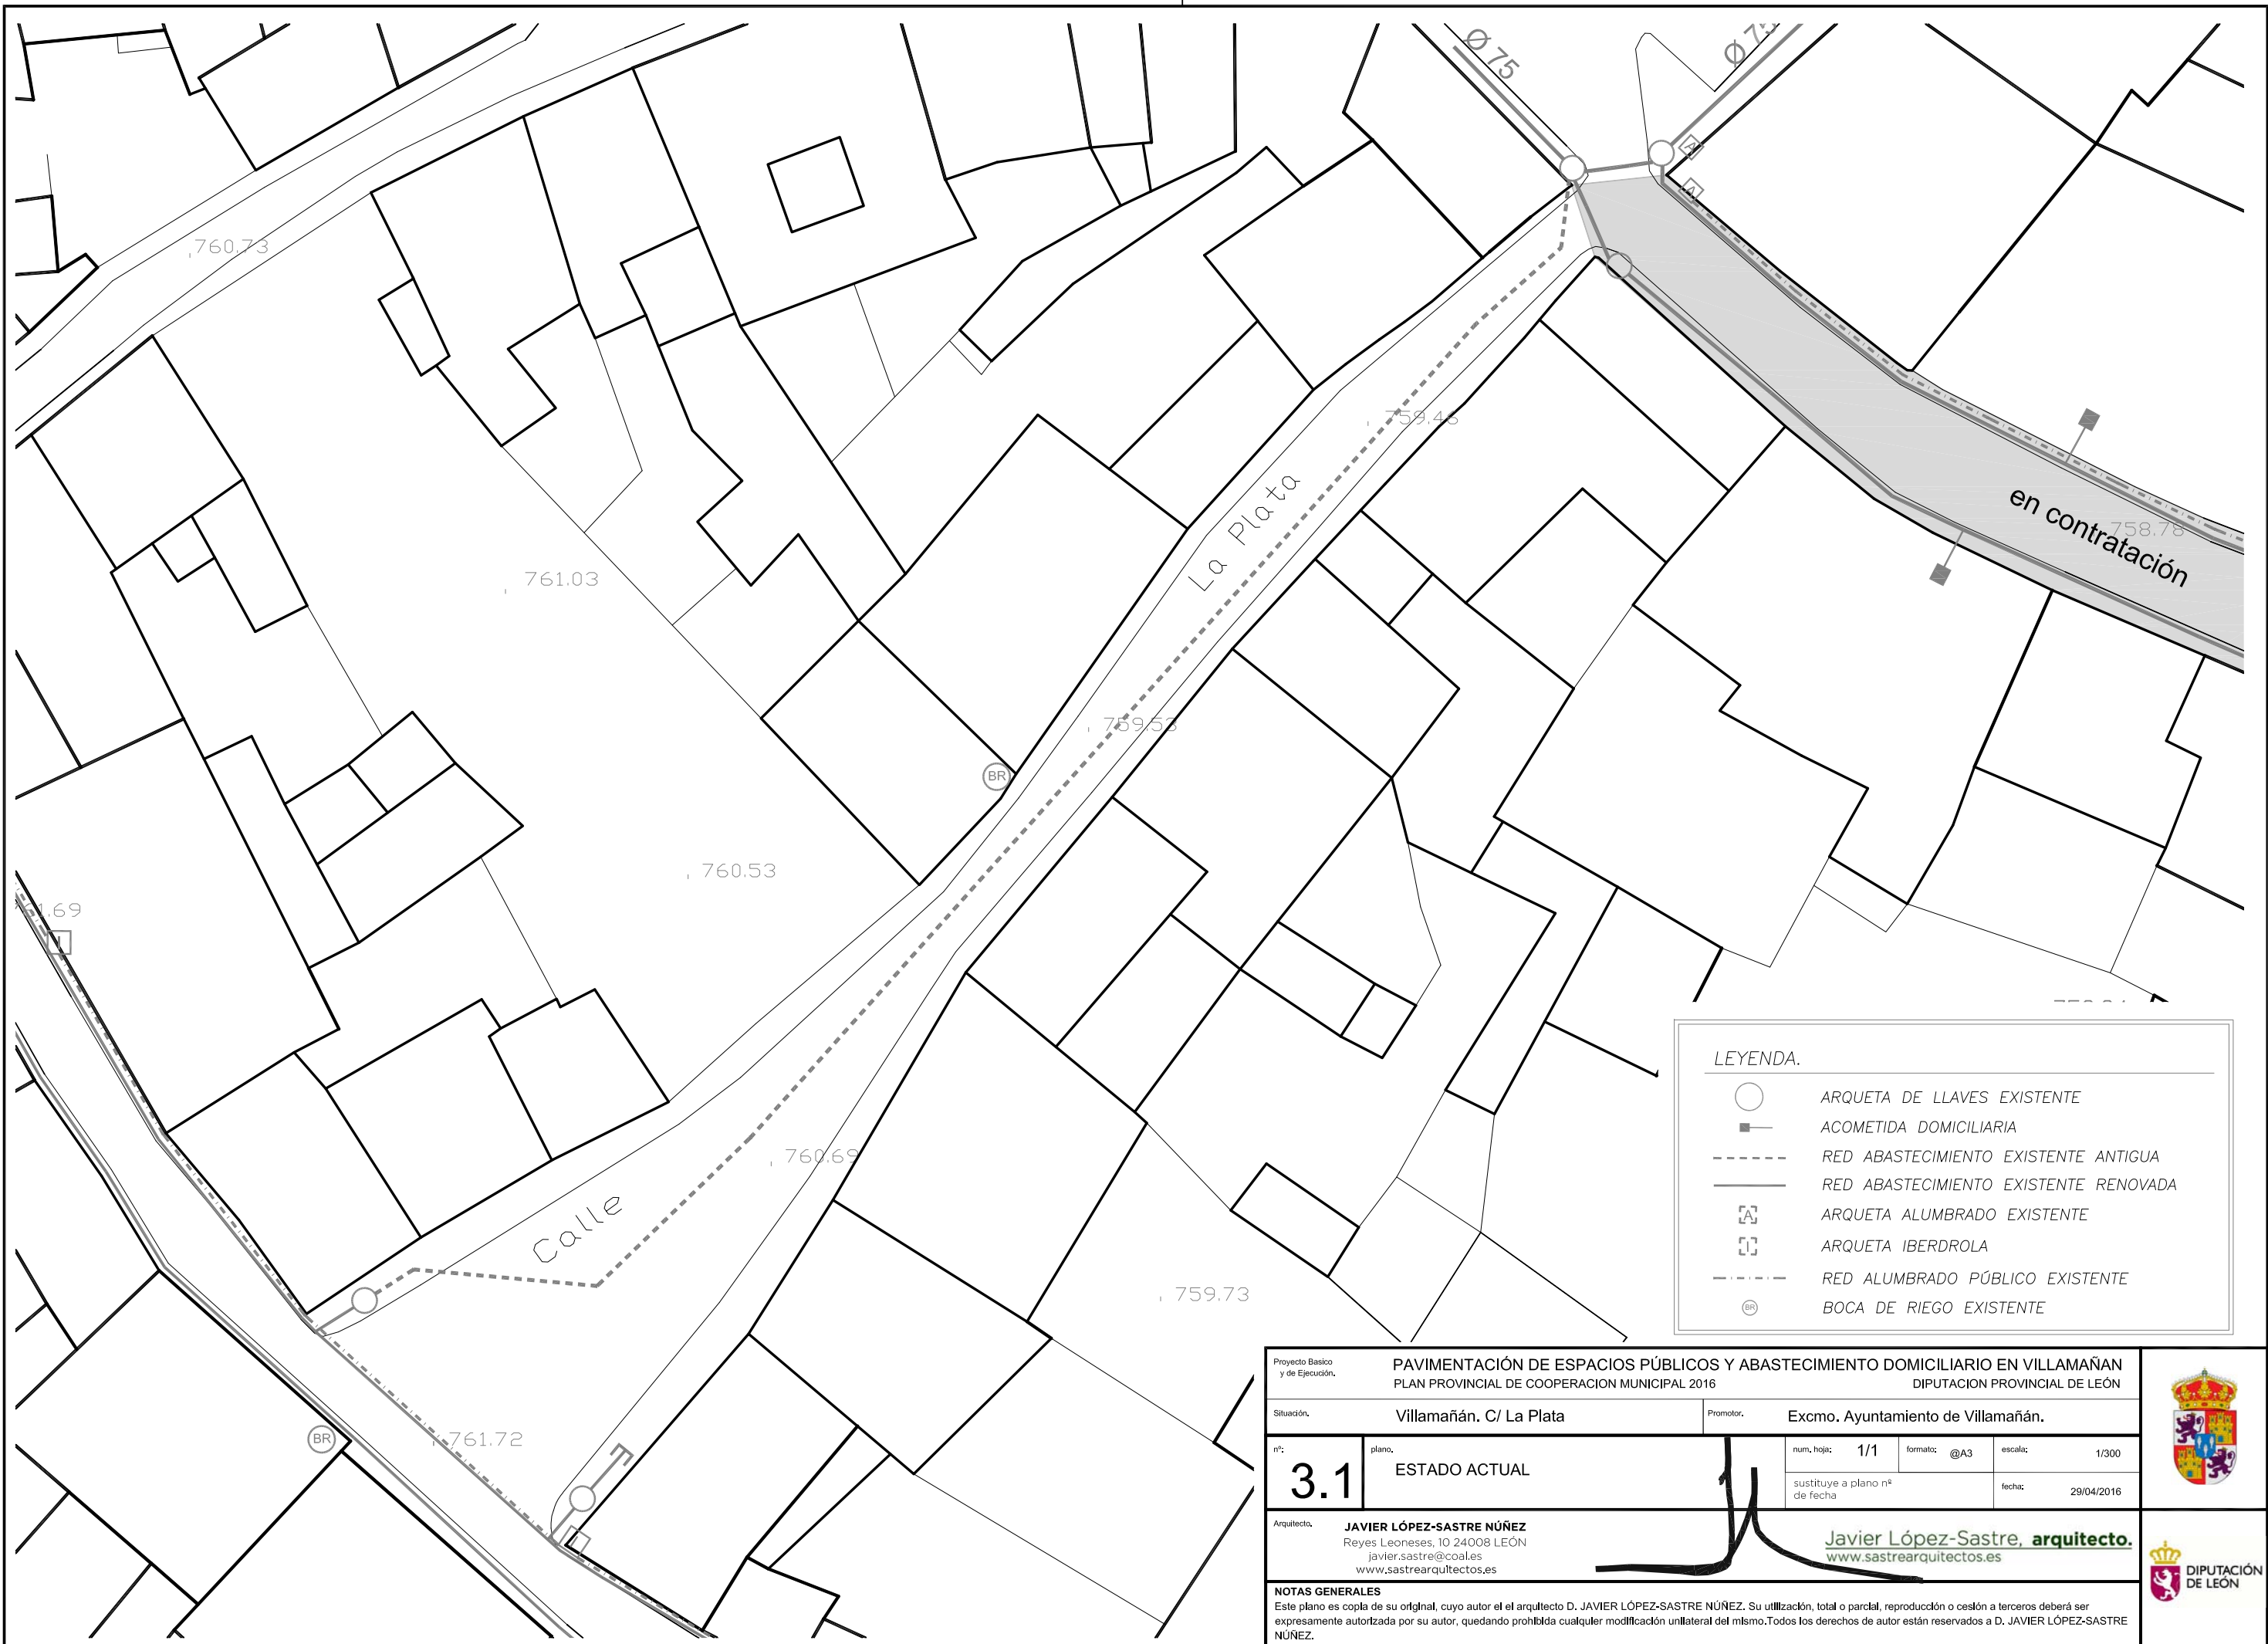 Ø 75
760.73
759.46
La Plata
en contratación
758.78
761.03
759.53
BR
760.53
760.69
Calle
759.73
BR
761.72
A
A
I
I
LEYENDA.
ARQUETA DE LLAVES EXISTENTE
ACOMETIDA DOMICILIARIA
RED ABASTECIMIENTO EXISTENTE ANTIGUA
RED ABASTECIMIENTO EXISTENTE RENOVADA
A ARQUETA ALUMBRADO EXISTENTE
I ARQUETA IBERDROLA
RED ALUMBRADO PÚBLICO EXISTENTE
BR BOCA DE RIEGO EXISTENTE
Proyecto Basico
y de Ejecución.
PAVIMENTACIÓN DE ESPACIOS PÚBLICOS Y ABASTECIMIENTO DOMICILIARIO EN VILLAMAÑAN
PLAN PROVINCIAL DE COOPERACION MUNICIPAL 2016 DIPUTACION PROVINCIAL DE LEÓN
Situación. Villamañán. C/ La Plata Promotor. Excmo. Ayuntamiento de Villamañán.
nº: 3.1
plano. ESTADO ACTUAL
num. hoja: 1/1 formato: @A3 escala: 1/300
sustituye a plano nº
de fecha
fecha: 29/04/2016
Arquitecto. JAVIER LÓPEZ-SASTRE NÚÑEZ
Reyes Leoneses, 10 24008 LEÓN
javier.sastre@coal.es
www.sastrearquitectos.es
Javier López-Sastre, arquitecto.
www.sastrearquitectos.es
DIPUTACIÓN
DE LEÓN
NOTAS GENERALES
Este plano es copia de su original, cuyo autor el el arquitecto D. JAVIER LÓPEZ-SASTRE NÚÑEZ. Su utilización, total o parcial, reproducción o cesión a terceros deberá ser
expresamente autorizada por su autor, quedando prohibida cualquier modificación unilateral del mismo.Todos los derechos de autor están reservados a D. JAVIER LÓPEZ-SASTRE
NÚÑEZ.